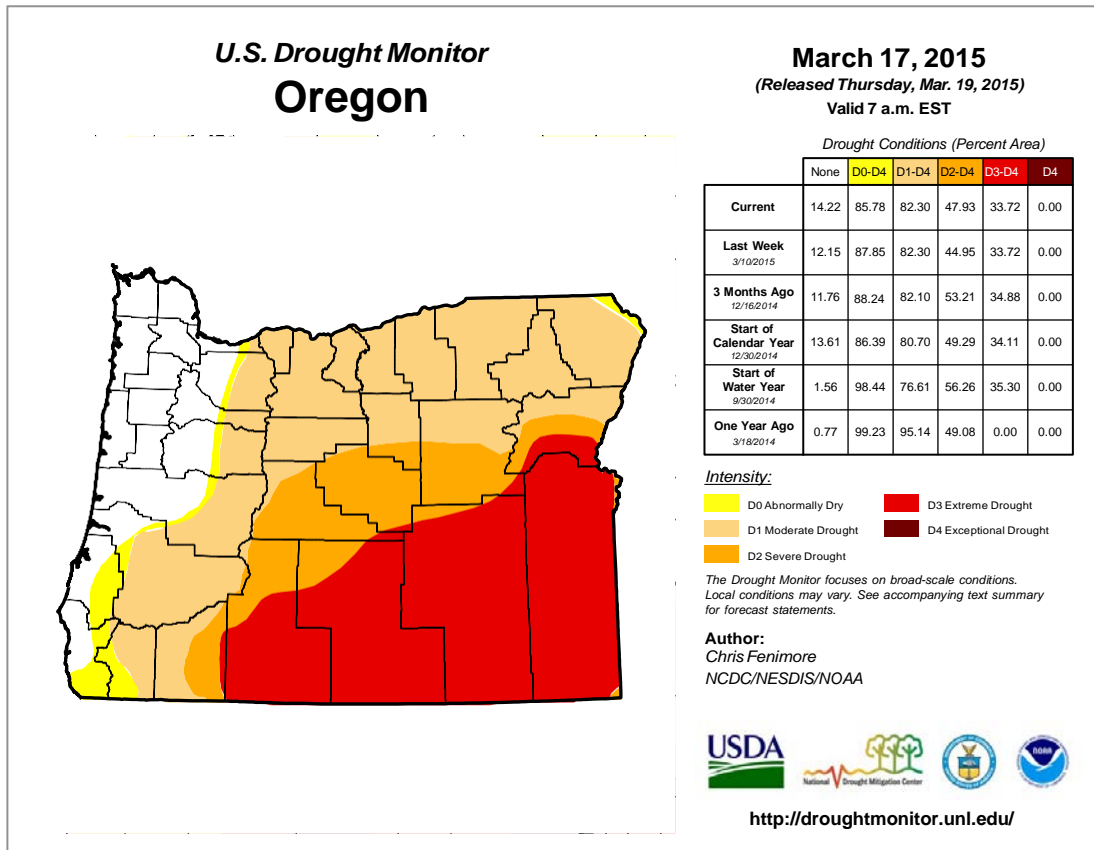 U.S. Drought Monitor
Oregon
March 17, 2015
(Released Thursday, Mar. 19, 2015)
Valid 7 a.m. EST
Drought Conditions (Percent Area)
None D0-D4 D1-D4 D2-D4 D3-D4 D4
Current 14.22 85.78 82.30 47.93 33.72 0.00
Last Week
3/10/2015 12.15 87.85 82.30 44.95 33.72 0.00
3 Months Ago
12/16/2014 11.76 88.24 82.10 53.21 34.88 0.00
Start of
Calendar Year
12/30/2014 13.61 86.39 80.70 49.29 34.11 0.00
Start of
Water Year
9/30/2014 1.56 98.44 76.61 56.26 35.30 0.00
One Year Ago
3/18/2014 0.77 99.23 95.14 49.08 0.00 0.00
Intensity:
D0 Abnormally Dry
D1 Moderate Drought
D2 Severe Drought
D3 Extreme Drought
D4 Exceptional Drought
The Drought Monitor focuses on broad-scale conditions.
Local conditions may vary. See accompanying text summary
for forecast statements.
Author:
Chris Fenimore
NCDC/NESDIS/NOAA
USDA
National Drought Mitigation Center
NOAA
http://droughtmonitor.unl.edu/